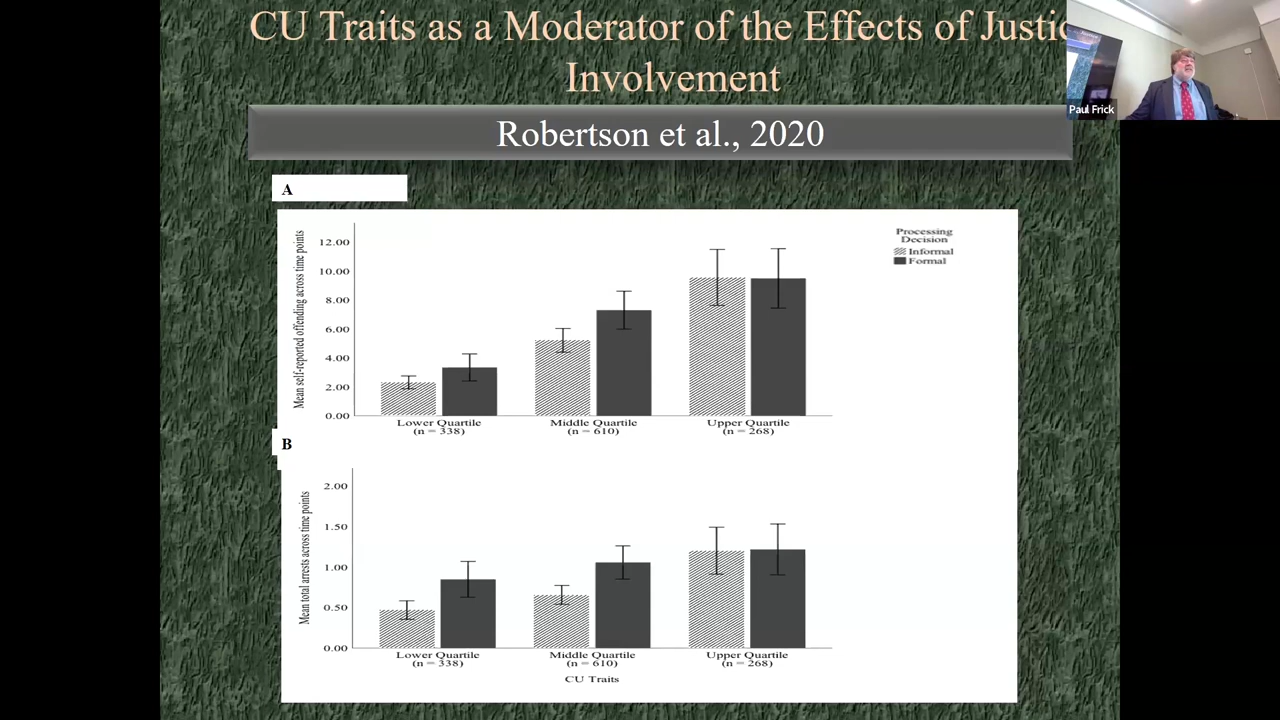 CU Traits as a Moderator of the Effects of Justic
Involvement
Paul Frick
Robertson et al., 2020
A
Mean self-reported offending across time points
12.00
10.00
8.00
6.00
4.00
2.00
0.00
Processing
Decision
Informal
Formal
Lower Quartile
(n = 338)
Middle Quartile
(n = 610)
Upper Quartile
(n = 268)
B
Mean total arrests across time points
2.00
1.50
1.00
0.50
0.00
Lower Quartile
(n = 338)
Middle Quartile
(n = 610)
Upper Quartile
(n = 268)
CU Traits